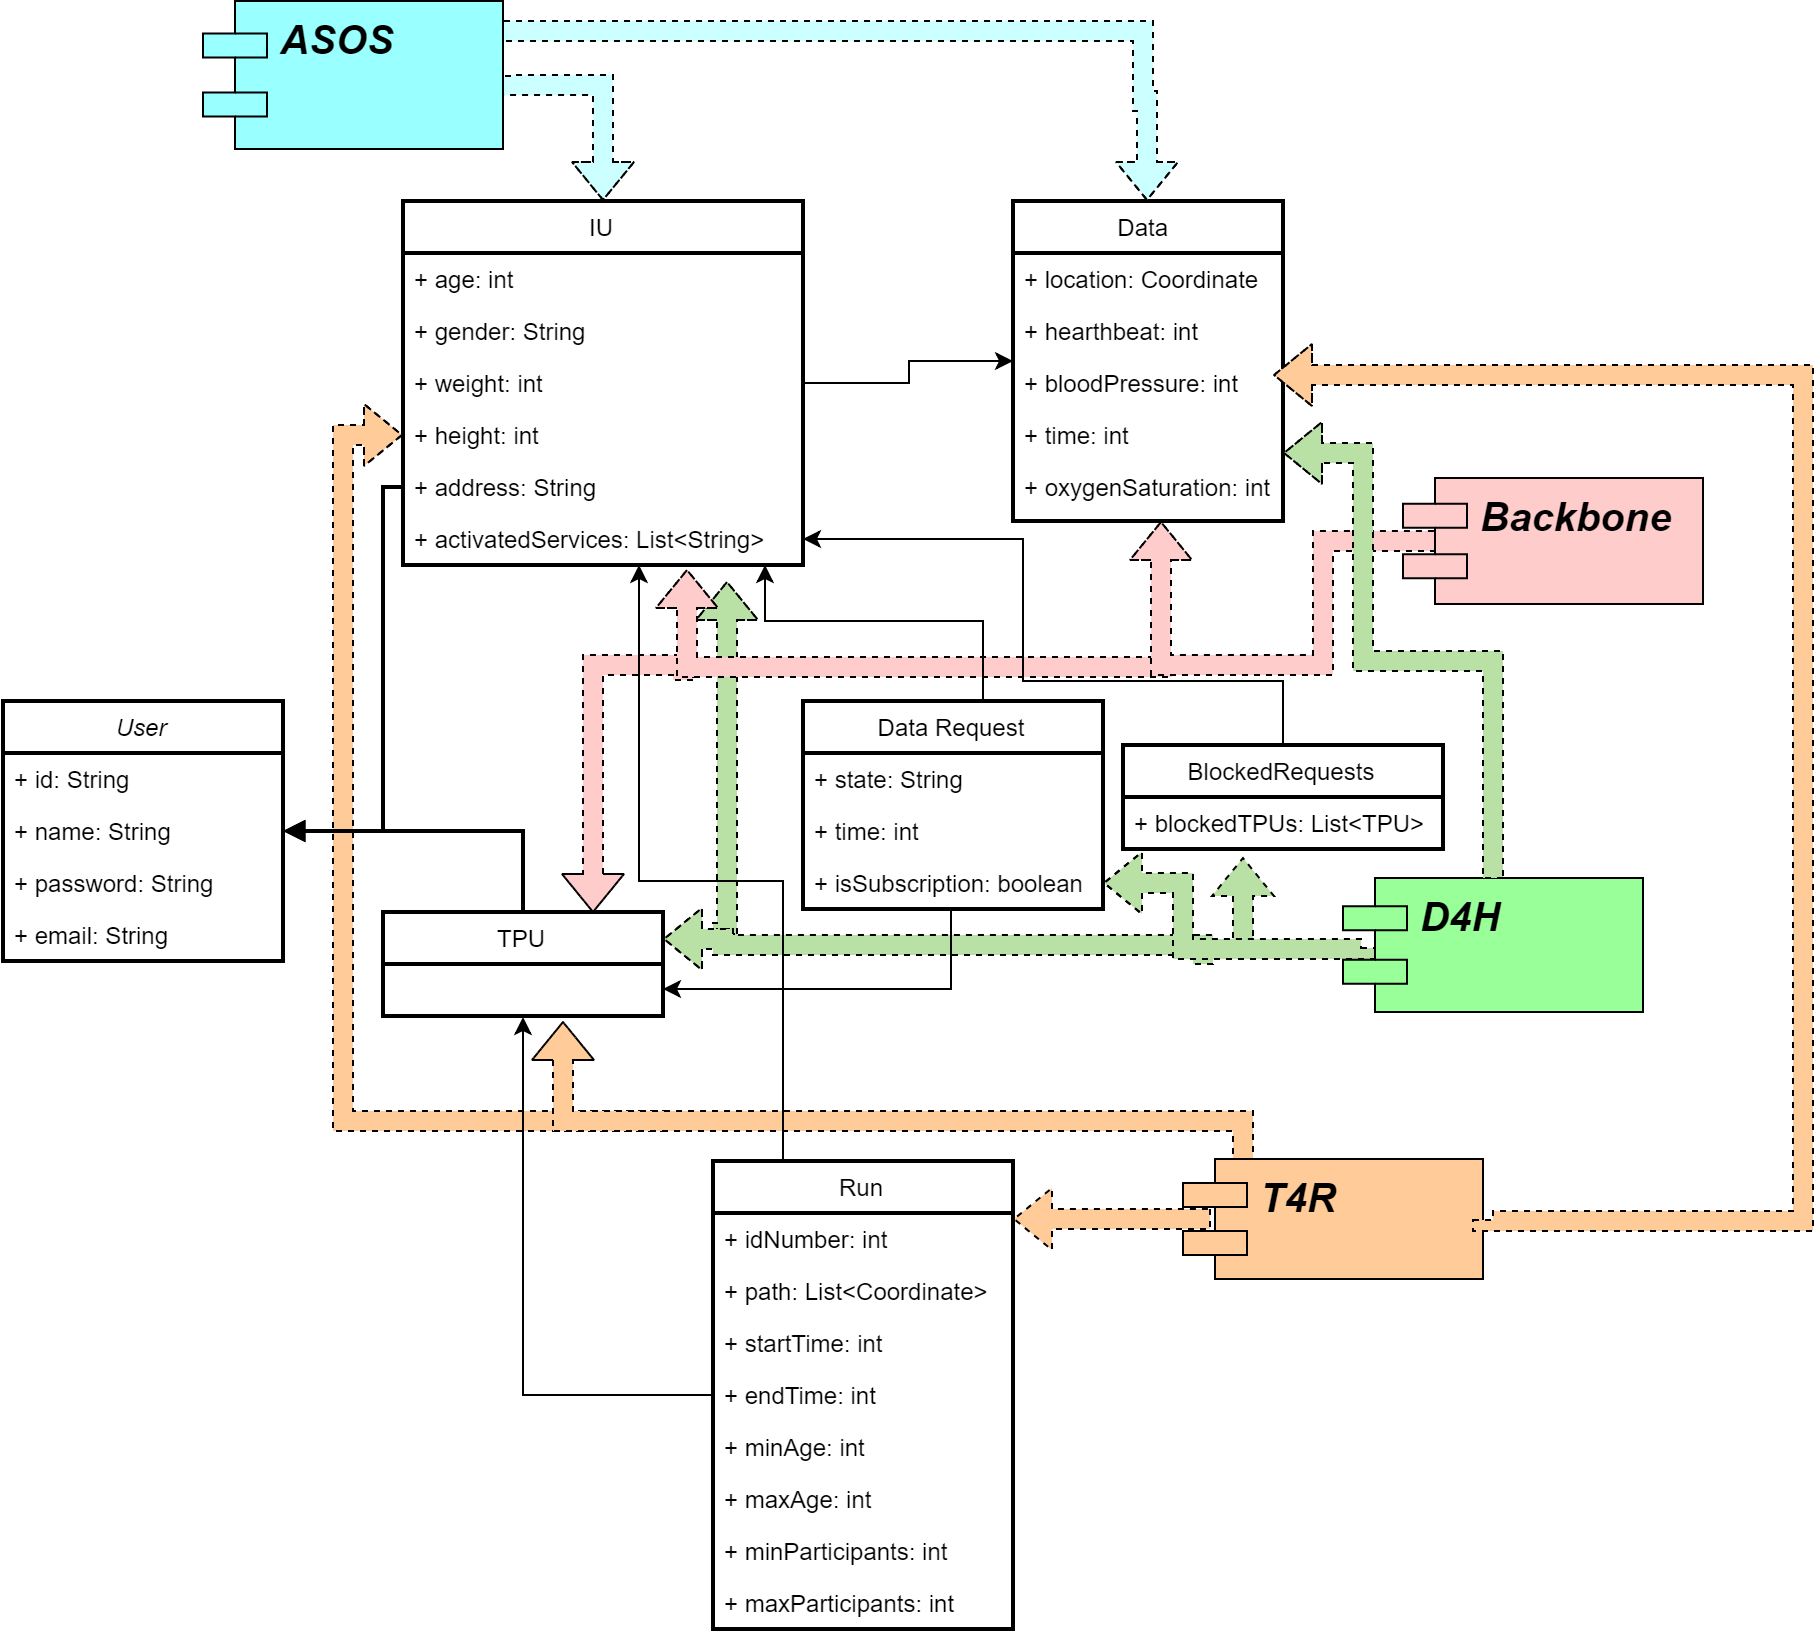 ASOS
IU
+ age: int
+ gender: String
+ weight: int
+ height: int
+ address: String
+ activatedServices: List<String>
Data
+ location: Coordinate
+ hearthbeat: int
+ bloodPressure: int
+ time: int
+ oxygenSaturation: int
Backbone
User
+ id: String
+ name: String
+ password: String
+ email: String
Data Request
+ state: String
+ time: int
+ isSubscription: boolean
BlockedRequests
+ blockedTPUs: List<TPU>
TPU
D4H
Run
+ idNumber: int
+ path: List<Coordinate>
+ startTime: int
+ endTime: int
+ minAge: int
+ maxAge: int
+ minParticipants: int
+ maxParticipants: int
T4R